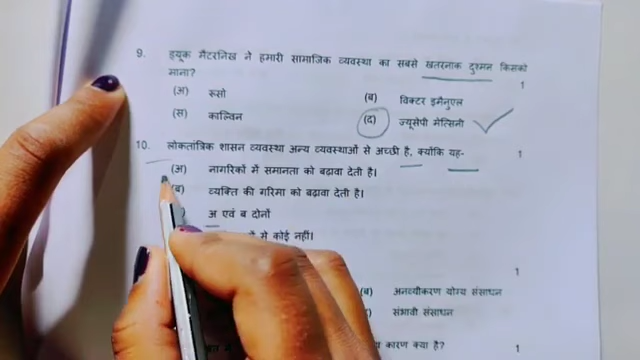 9. ड्यूक मैटरनिख ने हमारी सामाजिक व्यवस्था का सबसे खतरनाक दुश्मन किसको
माना? 1
(अ) रूसो (ब) विक्टर इमैनुएल
(स) काल्विन (द) ज्यूसेपी मेत्सिनी
10. लोकतांत्रिक शासन व्यवस्था अन्य व्यवस्थाओं से अच्छी है, क्योंकि यह- 1
(अ) नागरिकों में समानता को बढ़ावा देती है।
(ब) व्यक्ति की गरिमा को बढ़ावा देती है।
अ एवं ब दोनों
में से कोई नहीं।
1
(ब) अनव्यीकरण योग्य संसाधन
संभावी संसाधन
कारण क्या है? 1